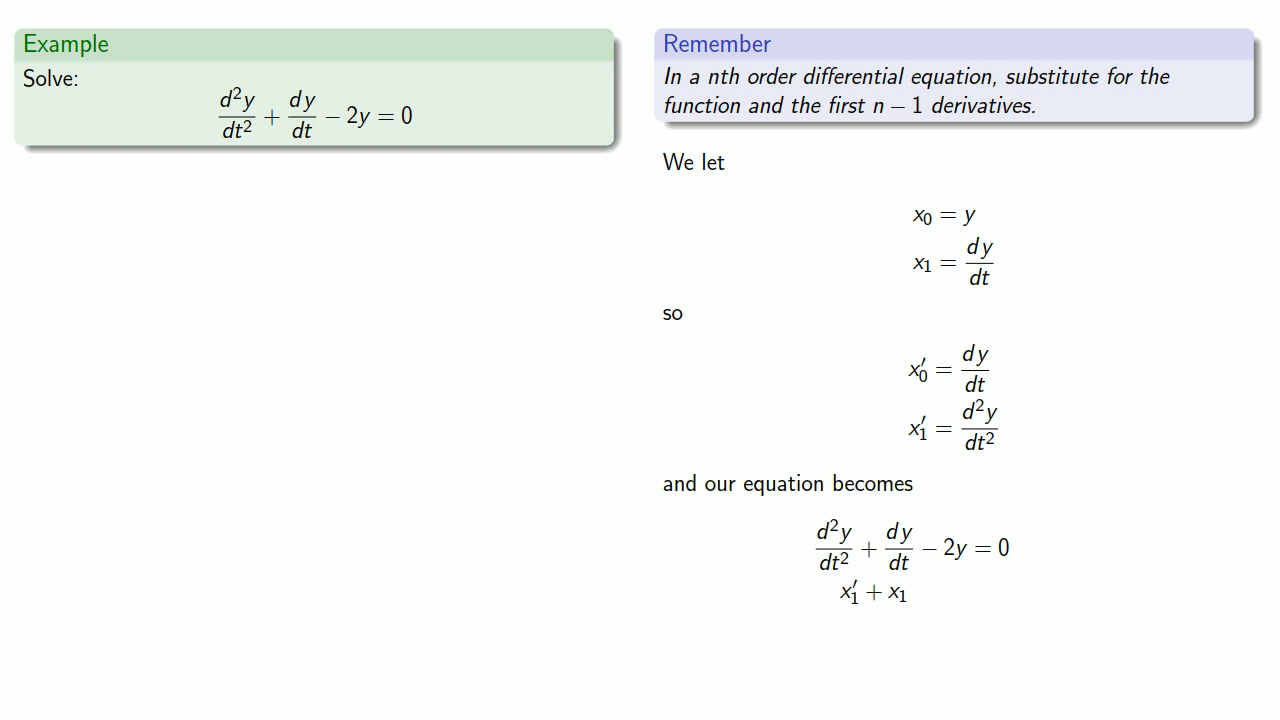 Example
Solve:
d²y/dt² + dy/dt − 2y = 0
Remember
In a nth order differential equation, substitute for the
function and the first n − 1 derivatives.
We let
x₀ = y
x₁ = dy/dt
so
x₀′ = dy/dt
x₁′ = d²y/dt²
and our equation becomes
d²y/dt² + dy/dt − 2y = 0
x₁′ + x₁